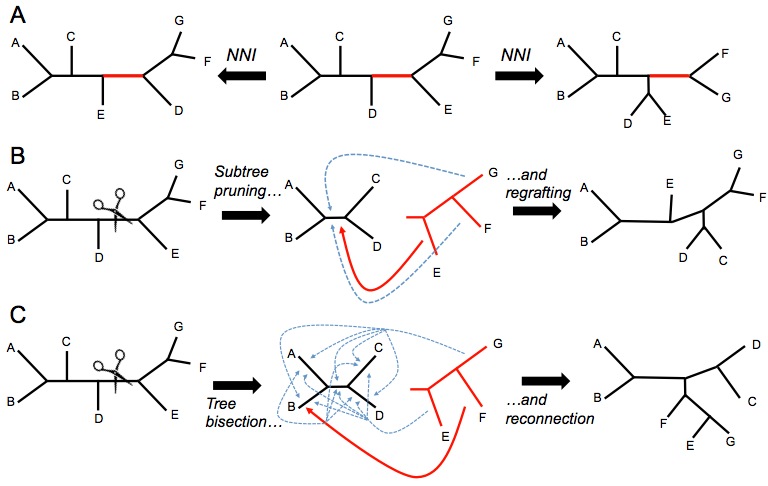 A
A
B
C
E
D
G
F
NNI
A
B
C
D
G
F
E
NNI
A
B
C
D
E
F
G
B
A
B
C
D
G
F
E
Subtree
pruning...
A
B
C
D
G
F
E
...and
regrafting
A
B
E
D
C
G
F
C
A
B
C
D
G
F
E
Tree
bisection...
A
B
C
D
G
F
E
...and
reconnection
A
B
D
C
F
E
G